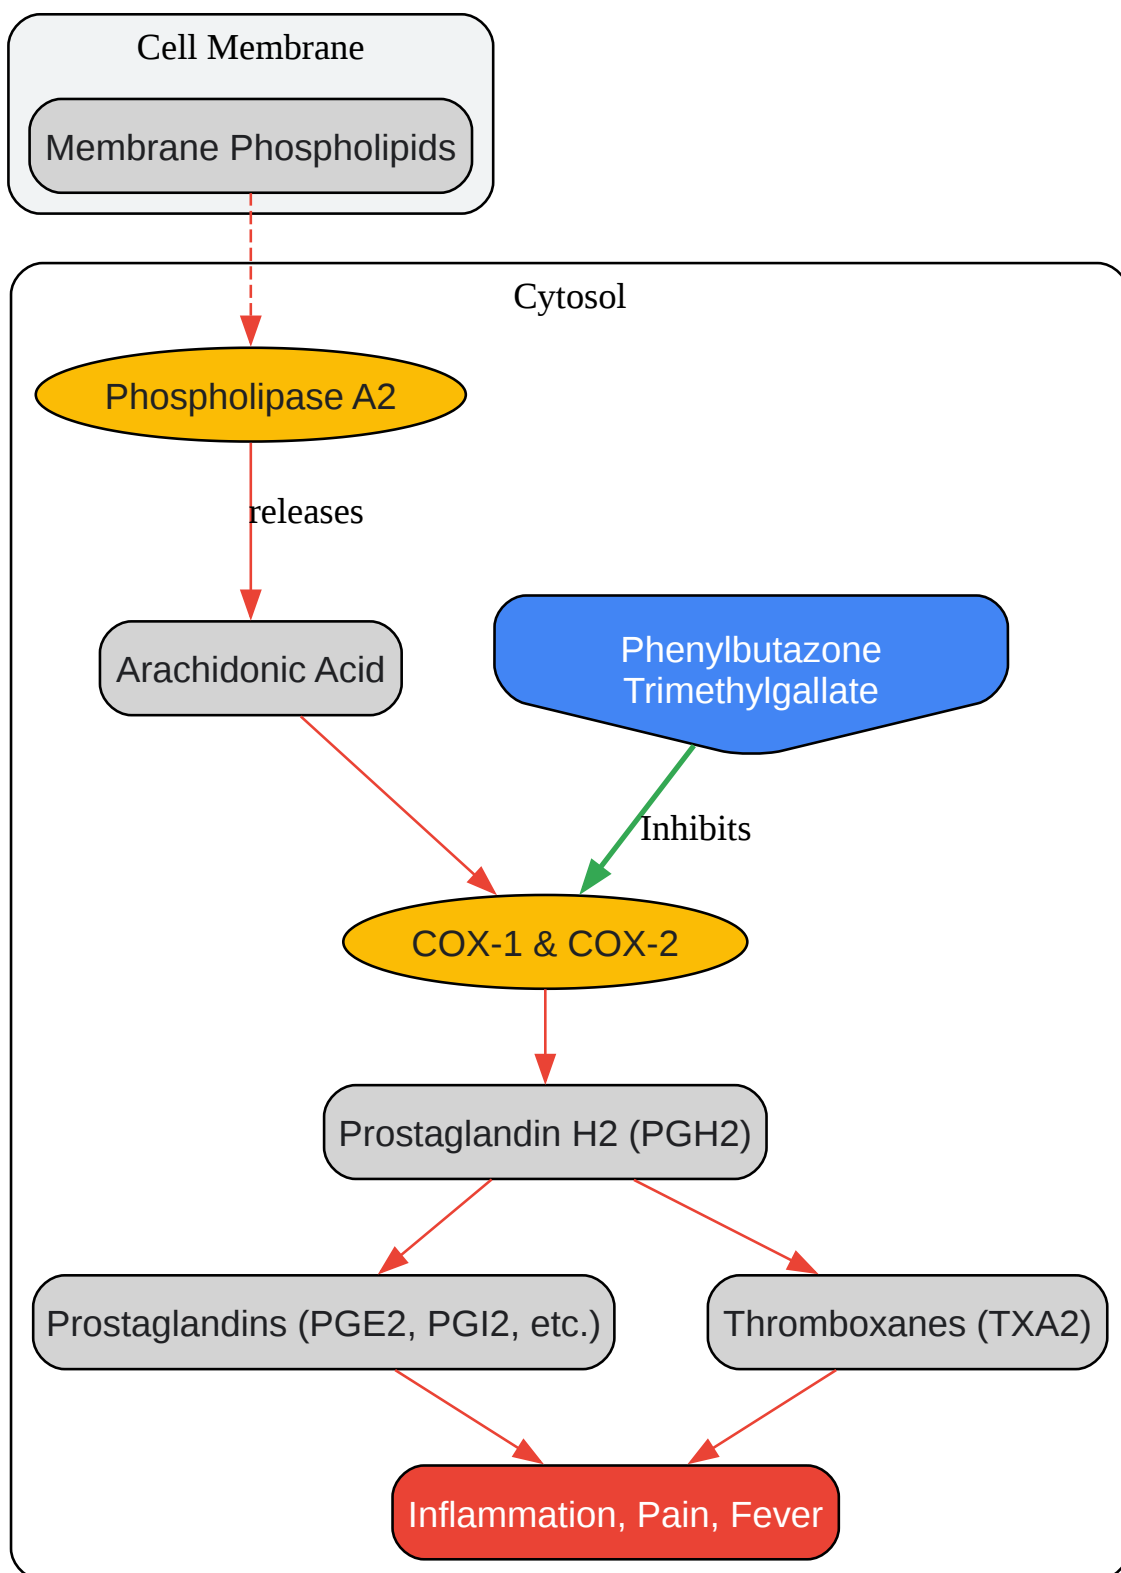 Cell Membrane
Membrane Phospholipids
Cytosol
Phospholipase A2
releases
Arachidonic Acid
Phenylbutazone
Trimethylgallate
Inhibits
COX-1 & COX-2
Prostaglandin H2 (PGH2)
Prostaglandins (PGE2, PGI2, etc.)
Thromboxanes (TXA2)
Inflammation, Pain, Fever